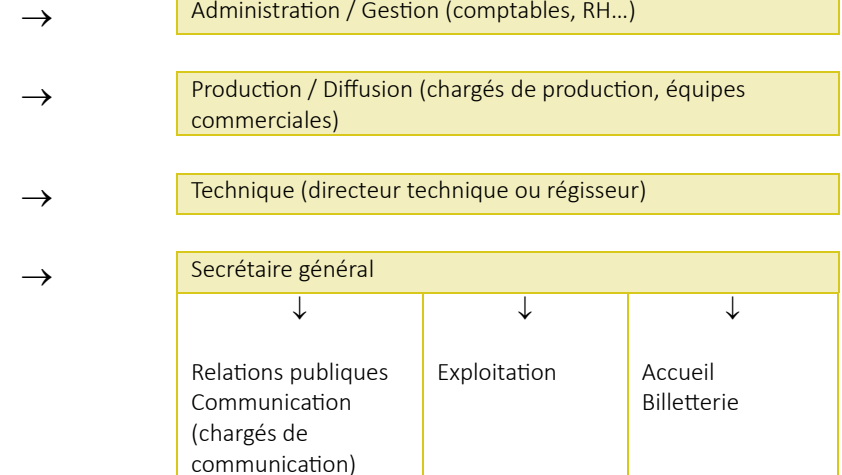 → Administration / Gestion (comptables, RH…)
→ Production / Diffusion (chargés de production, équipes
commerciales)
→ Technique (directeur technique ou régisseur)
→ Secrétaire général
↓ ↓ ↓
Relations publiques
Communication
(chargés de
communication)
Exploitation
Accueil
Billetterie